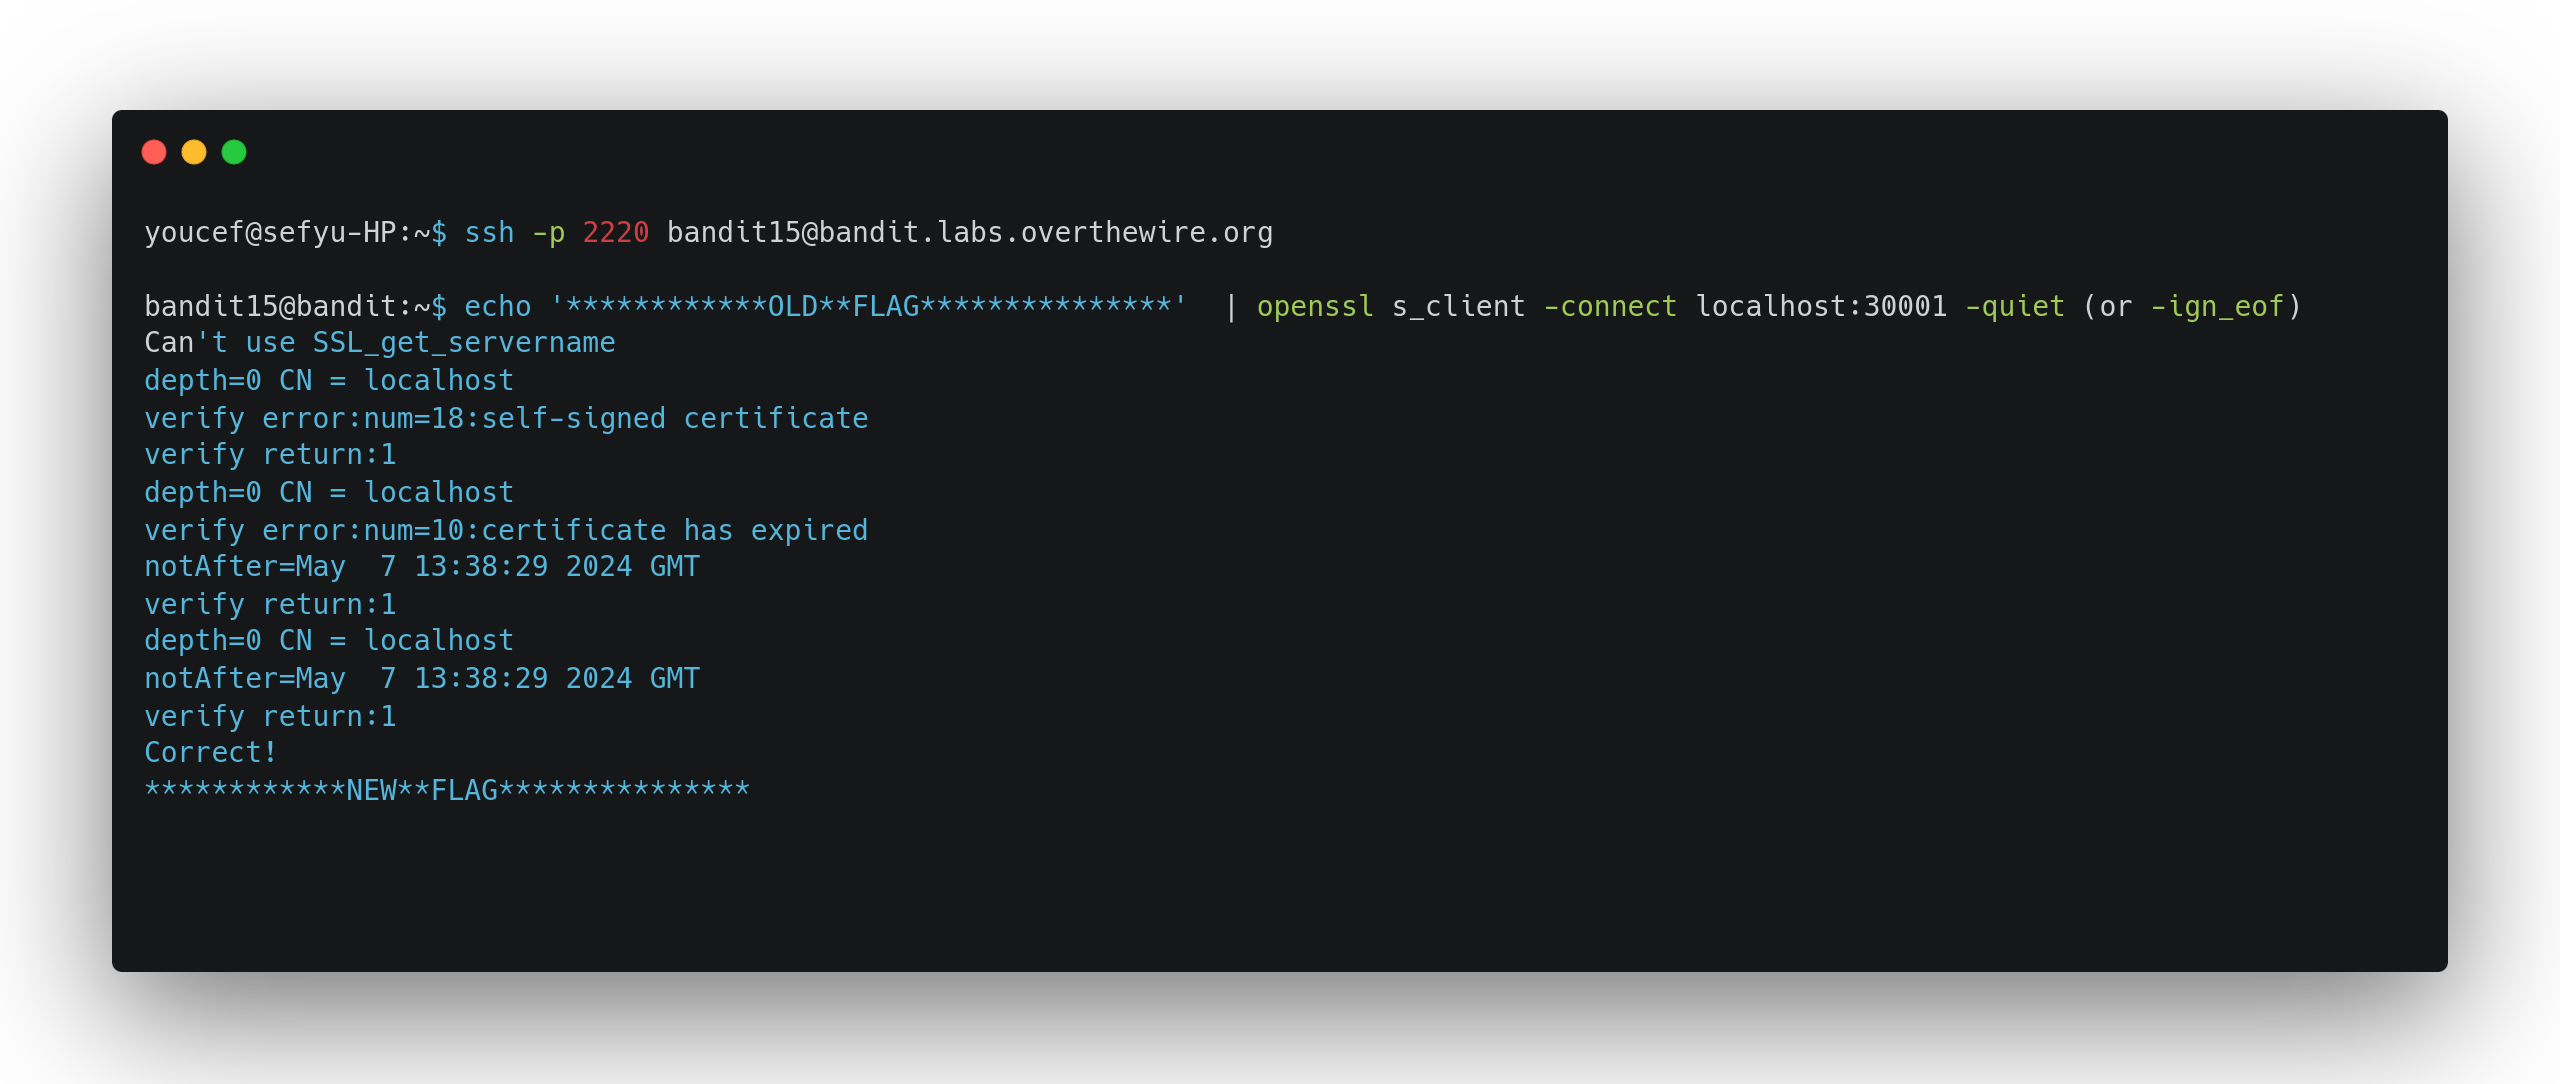 youcef@sefyu-HP:~$ ssh -p 2220 bandit15@bandit.labs.overthewire.org
bandit15@bandit:~$ echo '************OLD**FLAG***************'  | openssl s_client -connect localhost:30001 -quiet (or -ign_eof)
Can't use SSL_get_servername
depth=0 CN = localhost
verify error:num=18:self-signed certificate
verify return:1
depth=0 CN = localhost
verify error:num=10:certificate has expired
notAfter=May  7 13:38:29 2024 GMT
verify return:1
depth=0 CN = localhost
notAfter=May  7 13:38:29 2024 GMT
verify return:1
Correct!
************NEW**FLAG***************